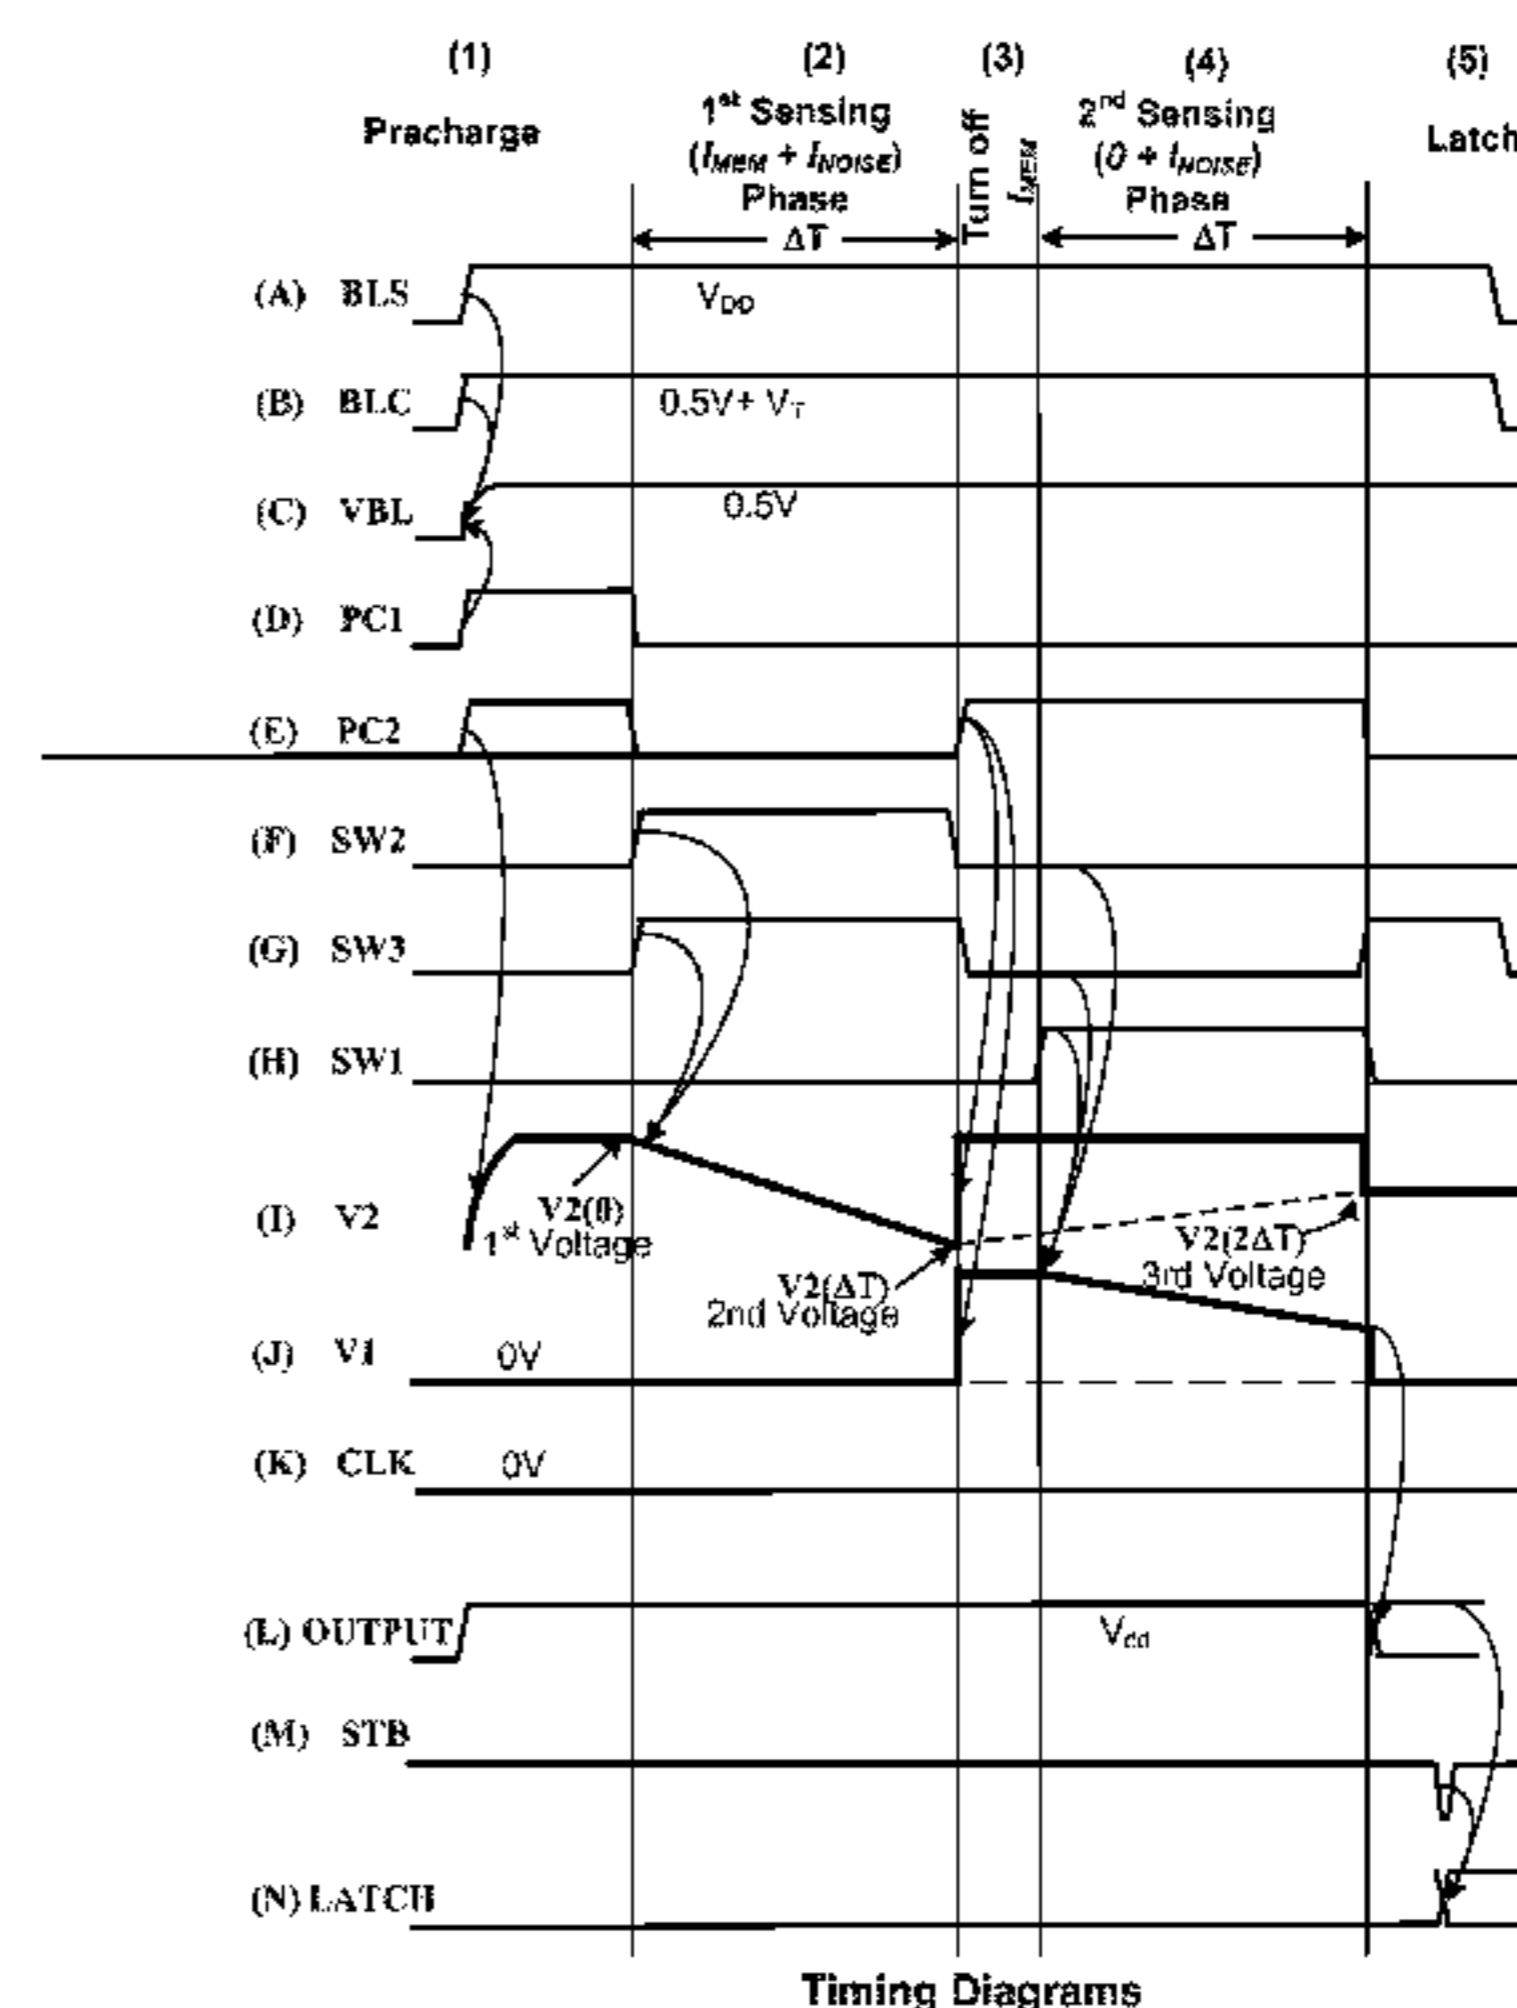 (1) (2) (3) (4) (5)
Precharge
1st Sensing
(IMEM + INOISE)
Phase
ΔT
Turn off
IMEM
2nd Sensing
(0 + INOISE)
Phase
ΔT
Latch
(A) BLS VDD
(B) BLC 0.5V+ VT
(C) VBL 0.5V
(D) PC1
(E) PC2
(F) SW2
(G) SW3
(H) SW1
(I) V2
V2(0)
1st Voltage
V2(ΔT)
2nd Voltage
V2(2ΔT)
3rd Voltage
(J) V1 0V
(K) CLK 0V
(L) OUTPUT Vdd
(M) STB
(N) LATCH
Timing Diagrams